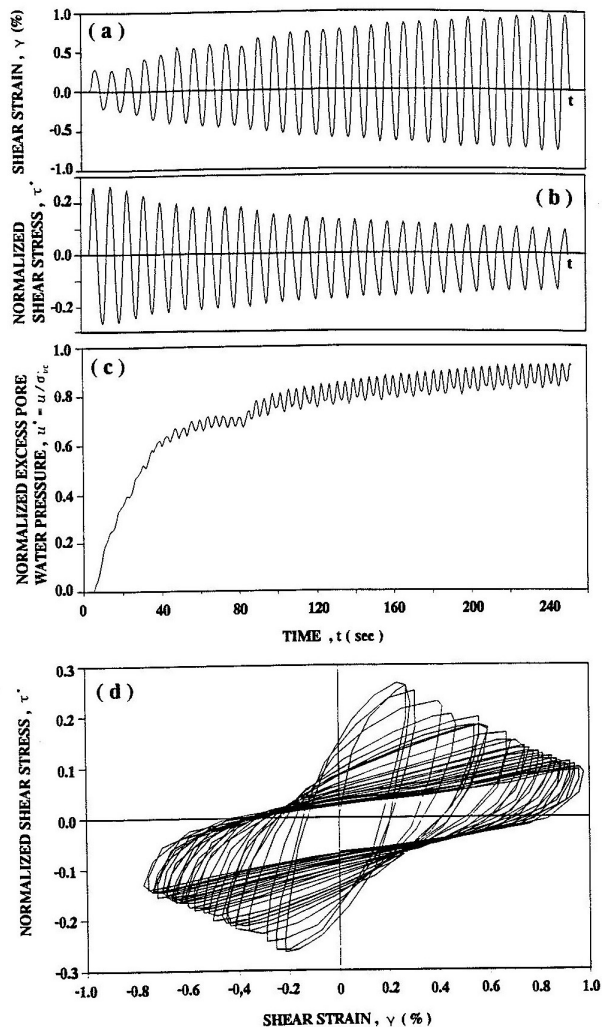 SHEAR STRAIN , γ (%)
1.0
0.5
0.0
-0.5
-1.0
(a)
t
NORMALIZED
SHEAR STRESS , τ*
0.2
0.0
-0.2
(b)
t
NORMALIZED EXCESS PORE
WATER PRESSURE , u* = u/σ'vc
1.0
0.8
0.6
0.4
0.2
0.0
(c)
0 40 80 120 160 200 240
TIME , t ( sec )
NORMALIZED SHEAR STRESS , τ*
0.3
0.2
0.1
0.0
-0.1
-0.2
-0.3
(d)
-1.0 -0.8 -0.6 -0,4 -0.2 0 0.2 0.4 0.6 0.8 1.0
SHEAR STRAIN , γ (%)